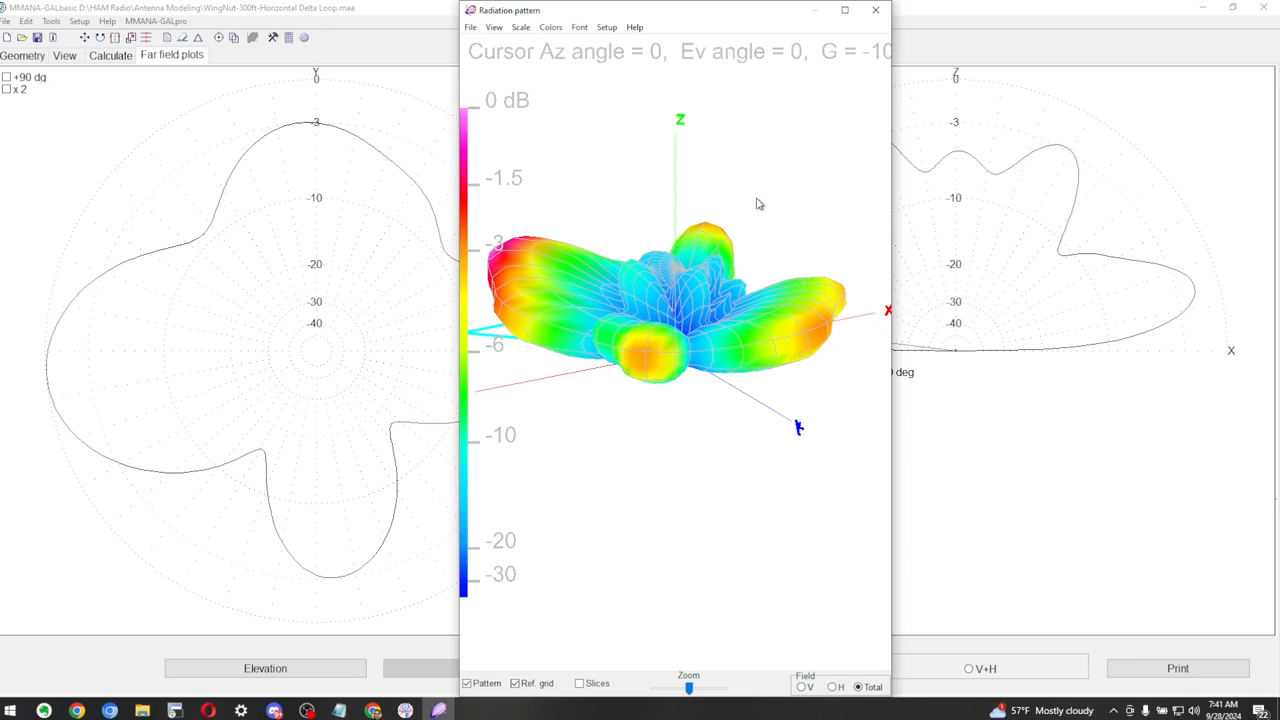 MMANA-GALbasic D:\HAM Radio\Antenna Modeling\WingNut-300ft-Horizontal Delta Loop.maa
File Edit Tools Setup Help MMANA-GALpro
Geometry View Calculate Far field plots
+90 dg
x 2
Y
0
-3
-10
-20
-30
-40
Radiation pattern
File View Scale Colors Font Setup Help
Cursor Az angle = 0, Ev angle = 0, G = -10
0 dB
-1.5
-3
-6
-10
-20
-30
Z
X
Z
0
-3
-10
-20
-30
-40
X
0 deg
Pattern Ref. grid Slices
Zoom
Field
V H Total
Elevation
V+H
Print
57°F Mostly cloudy
7:41 AM
9/28/2024
22